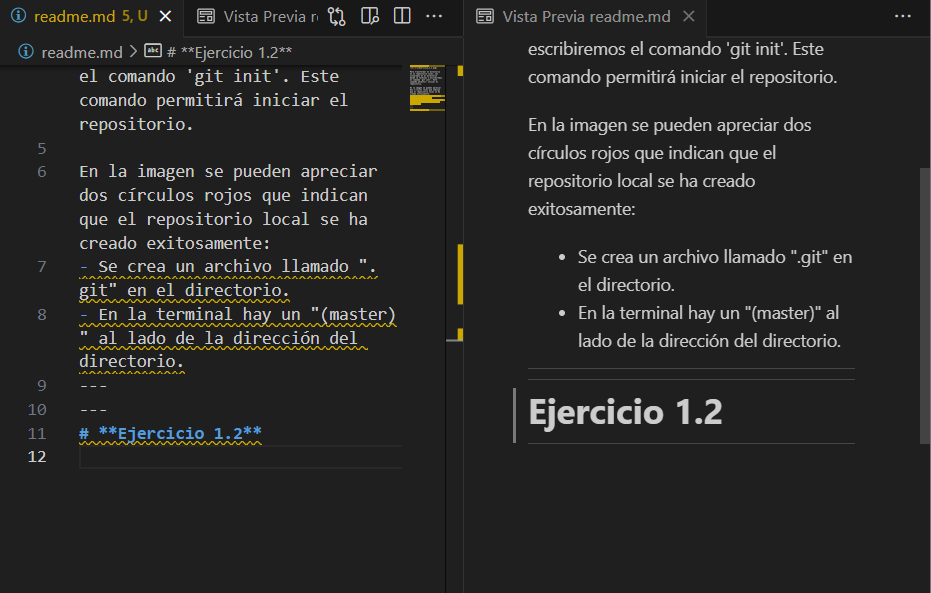 readme.md 5, U
Vista Previa r
Vista Previa readme.md
readme.md > # **Ejercicio 1.2**
el comando 'git init'. Este
comando permitirá iniciar el
repositorio.
5
6 En la imagen se pueden apreciar
dos círculos rojos que indican
que el repositorio local se ha
creado exitosamente:
7 - Se crea un archivo llamado ".
git" en el directorio.
8 - En la terminal hay un "(master)
" al lado de la dirección del
directorio.
9 ---
10 ---
11 # **Ejercicio 1.2**
12
escribiremos el comando 'git init'. Este
comando permitirá iniciar el repositorio.
En la imagen se pueden apreciar dos
círculos rojos que indican que el
repositorio local se ha creado
exitosamente:
• Se crea un archivo llamado ".git" en
el directorio.
• En la terminal hay un "(master)" al
lado de la dirección del directorio.
Ejercicio 1.2